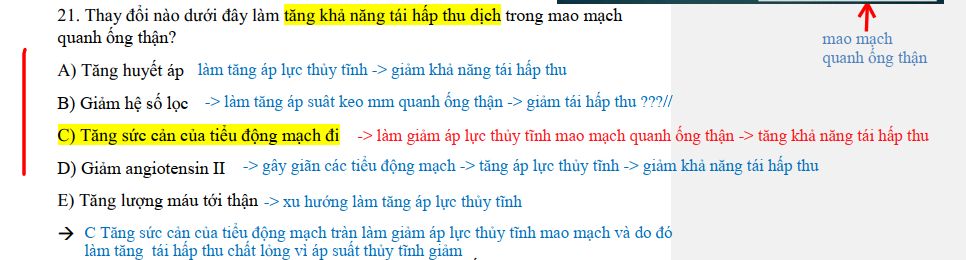 21. Thay đổi nào dưới đây làm tăng khả năng tái hấp thu dịch trong mao mạch
quanh ống thận?
mao mạch
quanh ống thận
A) Tăng huyết áp làm tăng áp lực thủy tĩnh -> giảm khả năng tái hấp thu
B) Giảm hệ số lọc -> làm tăng áp suât keo mm quanh ống thận -> giảm tái hấp thu ???//
C) Tăng sức cản của tiểu động mạch đi -> làm giảm áp lực thủy tĩnh mao mạch quanh ống thận -> tăng khả năng tái hấp thu
D) Giảm angiotensin II -> gây giãn các tiểu động mạch -> tăng áp lực thủy tĩnh -> giảm khả năng tái hấp thu
E) Tăng lượng máu tới thận -> xu hướng làm tăng áp lực thủy tĩnh
→ C Tăng sức cản của tiểu động mạch tràn làm giảm áp lực thủy tĩnh mao mạch và do đó
làm tăng tái hấp thu chất lỏng vì áp suất thủy tĩnh giảm